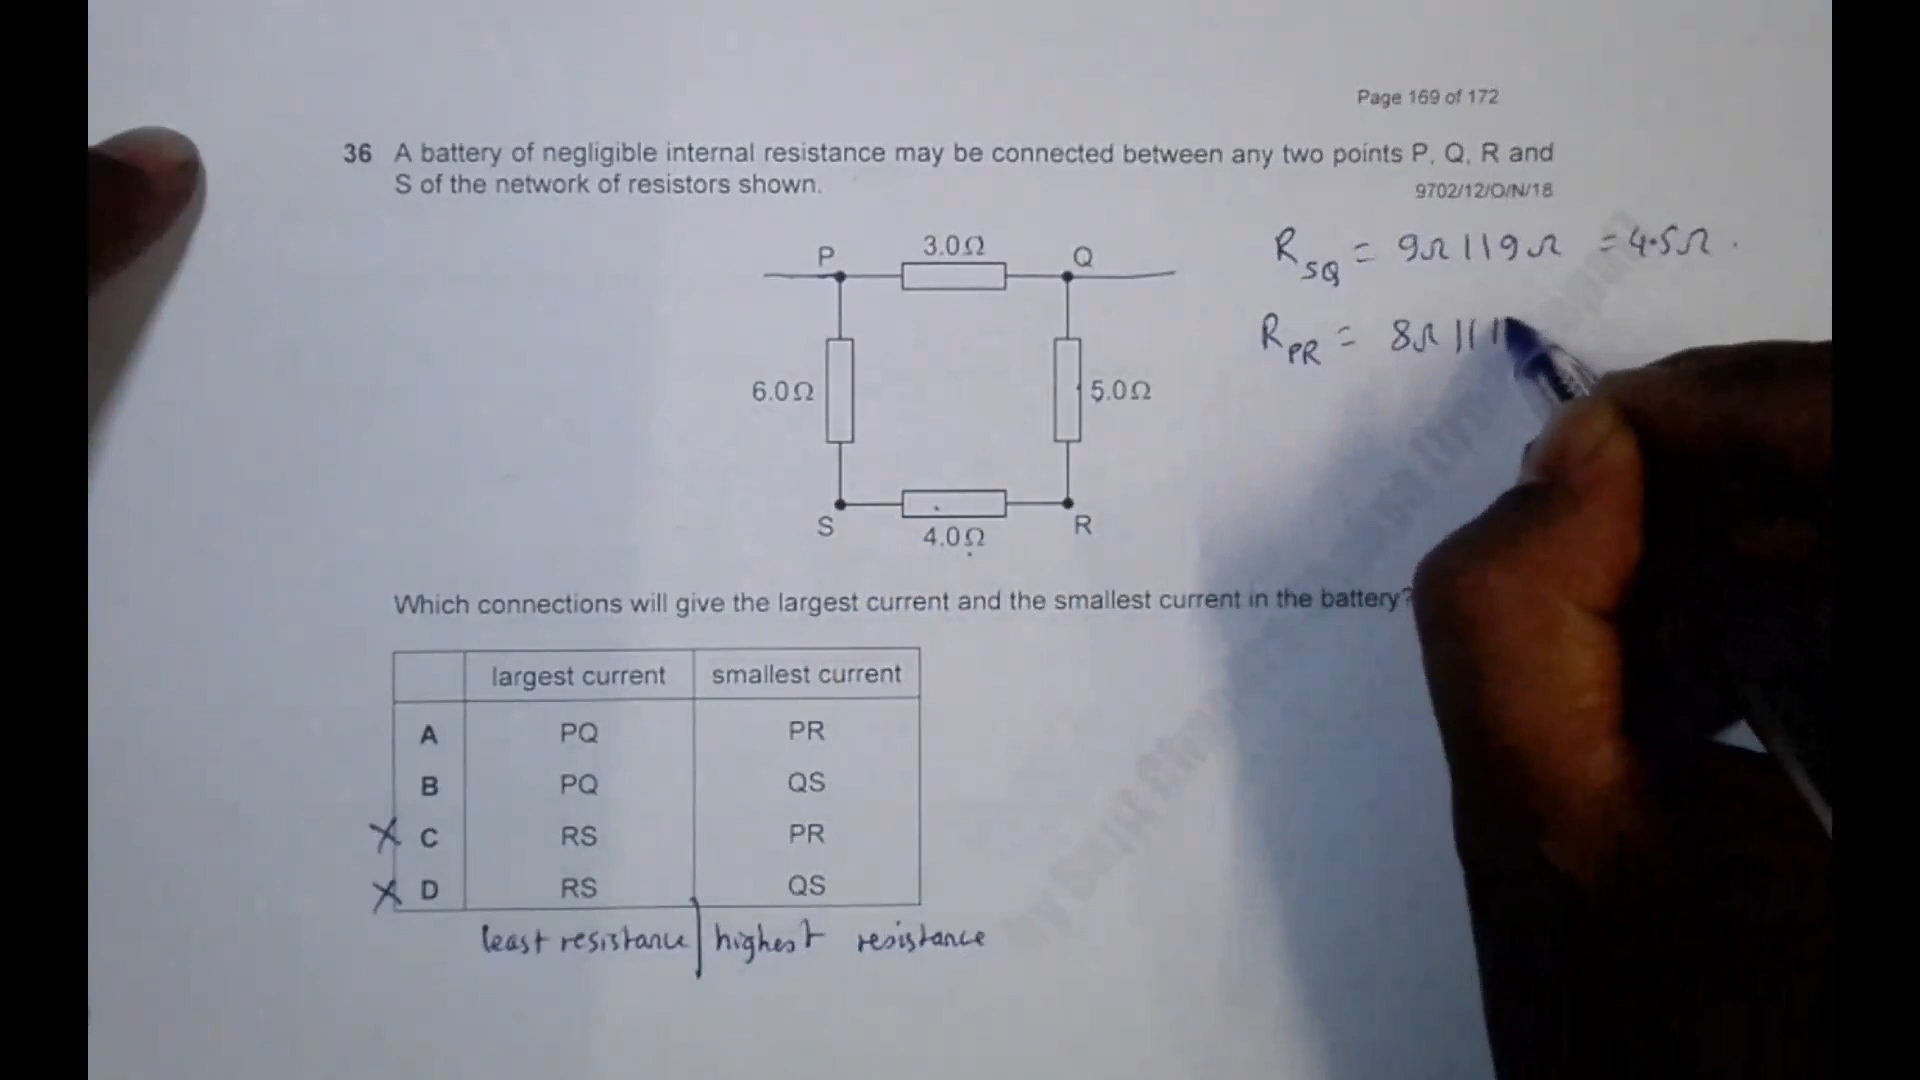 Page 169 of 172
36 A battery of negligible internal resistance may be connected between any two points P, Q, R and
S of the network of resistors shown.
9702/12/O/N/18
P
3.0Ω
Q
6.0Ω
5.0Ω
S
4.0Ω
R
R_SQ = 9Ω || 9Ω = 4.5Ω.
R_PR = 8Ω || 1
Which connections will give the largest current and the smallest current in the battery?
largest current smallest current
A PQ PR
B PQ QS
X C RS PR
X D RS QS
least resistance highest resistance